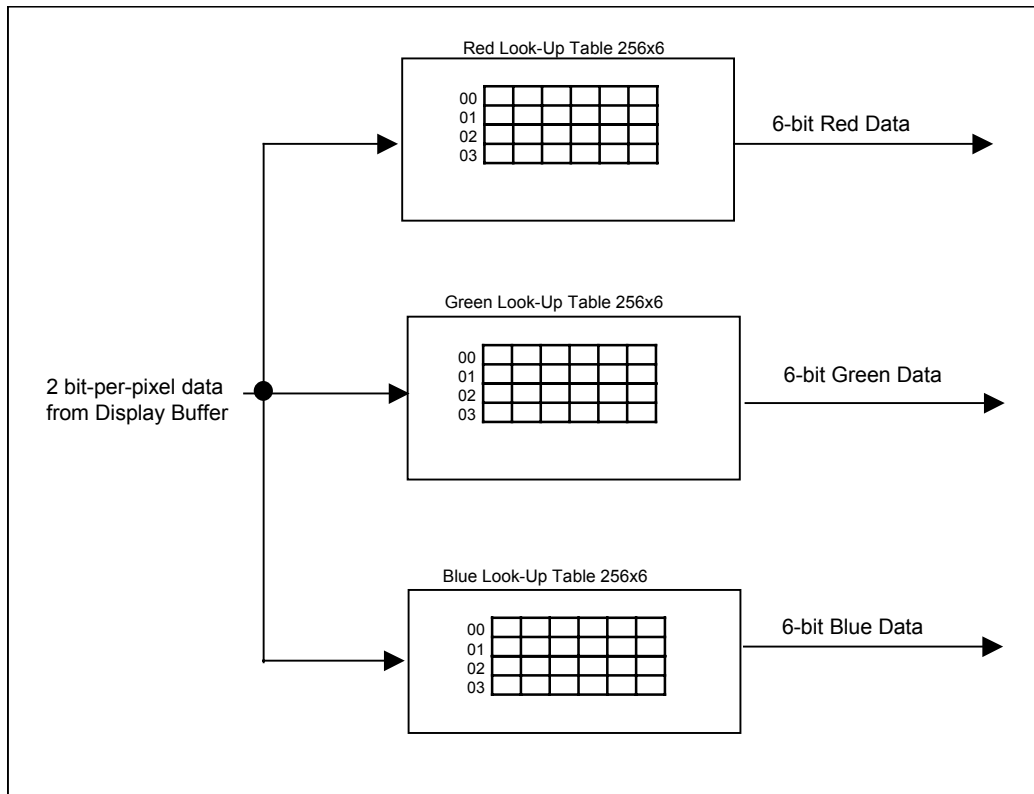 Red Look-Up Table 256x6
00
01
02
03
6-bit Red Data
Green Look-Up Table 256x6
00
01
02
03
6-bit Green Data
2 bit-per-pixel data
from Display Buffer
Blue Look-Up Table 256x6
00
01
02
03
6-bit Blue Data